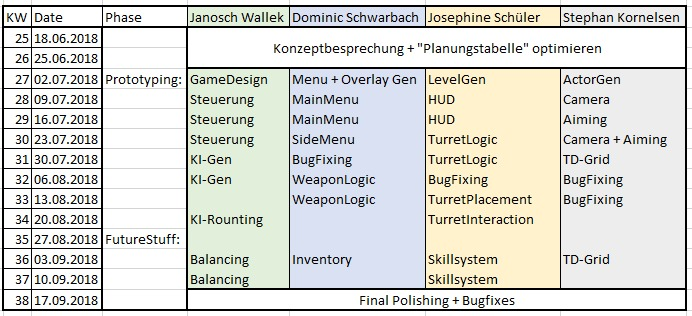 KW Date Phase Janosch Wallek Dominic Schwarbach Josephine Schüler Stephan Kornelsen
25 18.06.2018
Konzeptbesprechung + "Planungstabelle" optimieren
26 25.06.2018
27 02.07.2018 Prototyping: GameDesign Menu + Overlay Gen LevelGen ActorGen
28 09.07.2018 Steuerung MainMenu HUD Camera
29 16.07.2018 Steuerung MainMenu HUD Aiming
30 23.07.2018 Steuerung SideMenu TurretLogic Camera + Aiming
31 30.07.2018 KI-Gen BugFixing TurretLogic TD-Grid
32 06.08.2018 KI-Gen WeaponLogic BugFixing BugFixing
33 13.08.2018 WeaponLogic TurretPlacement BugFixing
34 20.08.2018 KI-Rounting TurretInteraction
35 27.08.2018 FutureStuff:
36 03.09.2018 Balancing Inventory Skillsystem TD-Grid
37 10.09.2018 Balancing Skillsystem
38 17.09.2018 Final Polishing + Bugfixes